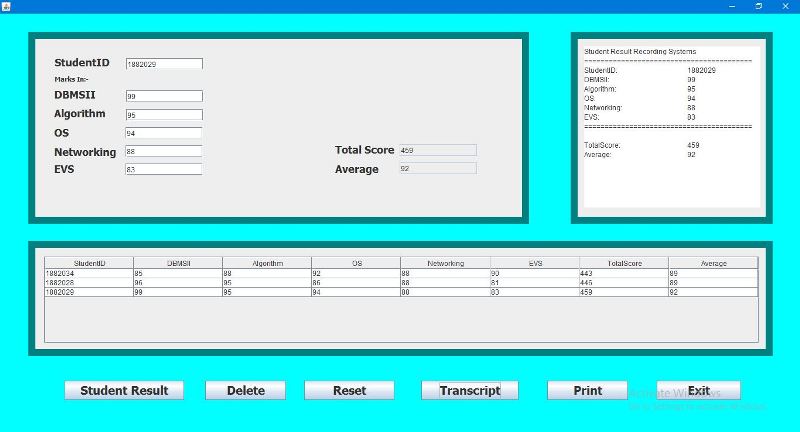 StudentID 1882029
Marks In:-
DBMSII 99
Algorithm 95
OS 94
Networking 88
EVS 83
Total Score 459
Average 92
Student Result Recording Systems
==========================================
StudentID: 1882029
DBMSII: 99
Algorithm: 95
OS: 94
Networking: 88
EVS: 83
==========================================
TotalScore: 459
Average: 92
StudentID DBMSII Algorithm OS Networking EVS TotalScore Average
1882034 85 88 92 88 90 443 89
1882028 96 95 86 88 81 446 89
1882029 99 95 94 88 83 459 92
Student Result Delete Reset Transcript Print Exit
Activate Windows
Go to Settings to activate Windows.